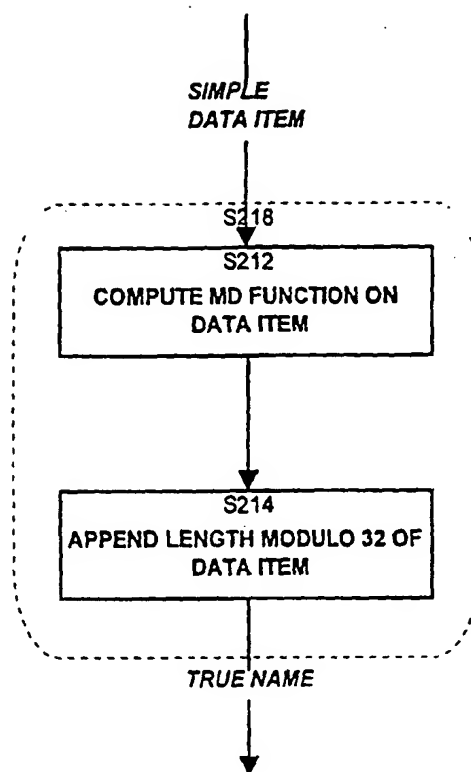 SIMPLE
DATA ITEM
S218
S212
COMPUTE MD FUNCTION ON
DATA ITEM
S214
APPEND LENGTH MODULO 32 OF
DATA ITEM
TRUE NAME